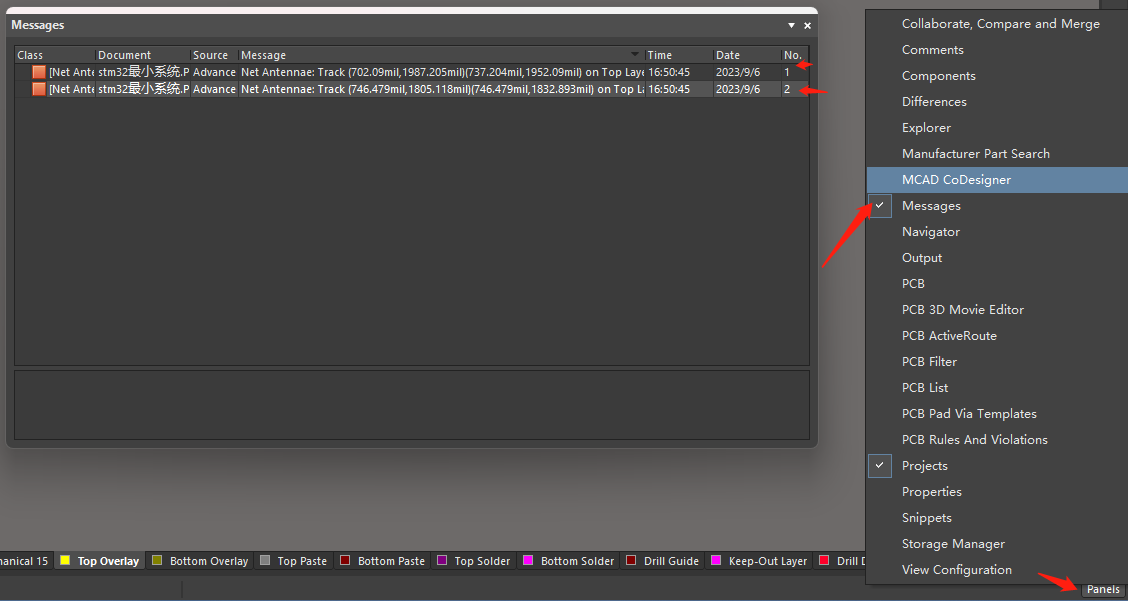 Messages
Class Document Source Message Time Date No.
[Net Ante stm32最小系统.P Advance Net Antennae: Track (702.09mil,1987.205mil)(737.204mil,1952.09mil) on Top Laye 16:50:45 2023/9/6 1
[Net Ante stm32最小系统.P Advance Net Antennae: Track (746.479mil,1805.118mil)(746.479mil,1832.893mil) on Top La 16:50:45 2023/9/6 2
Collaborate, Compare and Merge
Comments
Components
Differences
Explorer
Manufacturer Part Search
MCAD CoDesigner
Messages
Navigator
Output
PCB
PCB 3D Movie Editor
PCB ActiveRoute
PCB Filter
PCB List
PCB Pad Via Templates
PCB Rules And Violations
Projects
Properties
Snippets
Storage Manager
View Configuration
hanical 15 Top Overlay Bottom Overlay Top Paste Bottom Paste Top Solder Bottom Solder Drill Guide Keep-Out Layer Drill D
Panels